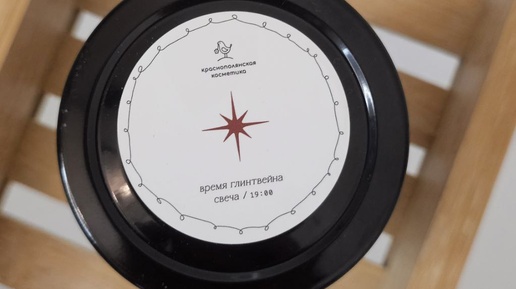 краснополянская
косметика
время глинтвейна
свеча / 19:00